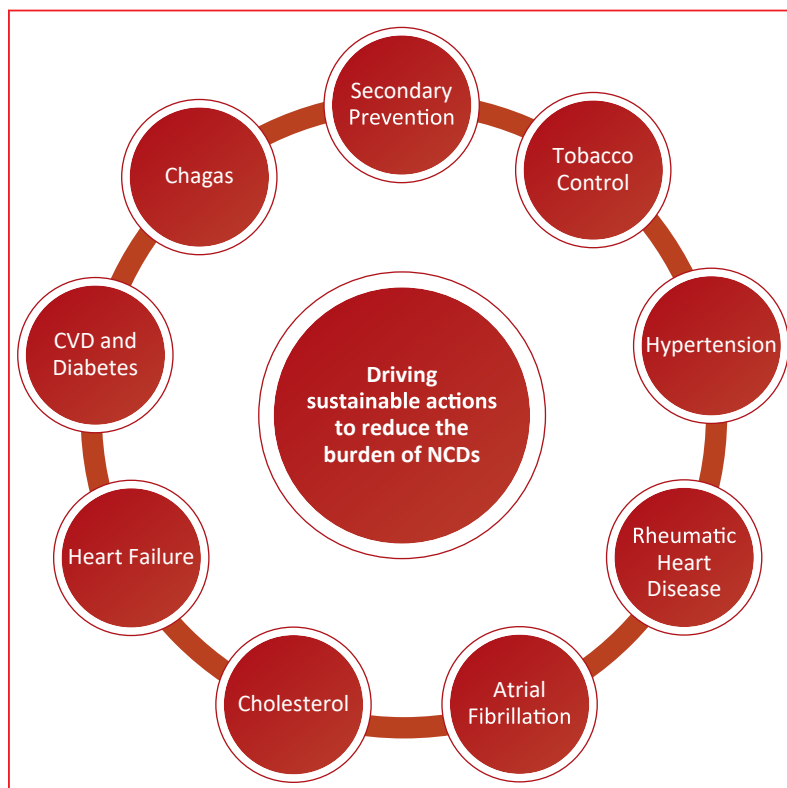 Secondary
Prevention
Tobacco
Control
Hypertension
Rheumatic
Heart
Disease
Atrial
Fibrillation
Cholesterol
Heart Failure
CVD and
Diabetes
Chagas
Driving
sustainable actions
to reduce the
burden of NCDs